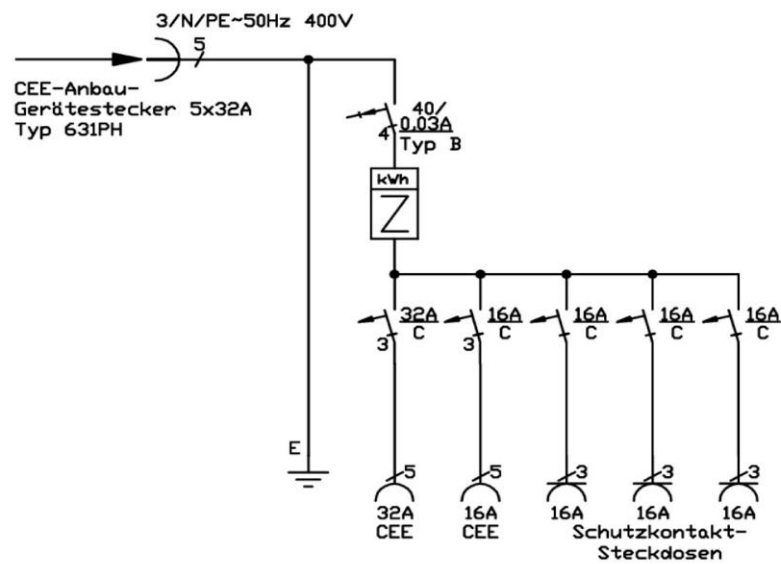 3/N/PE~50Hz 400V
5
CEE-Anbau-
Gerätestecker 5x32A
Typ 631PH
40/
0.03A
4
Typ B
kWh
Z
32A 16A 16A 16A 16A
C C C C C
3 3
E
5 5 3 3 3
32A 16A 16A 16A 16A
CEE CEE Schutzkontakt-
Steckdosen